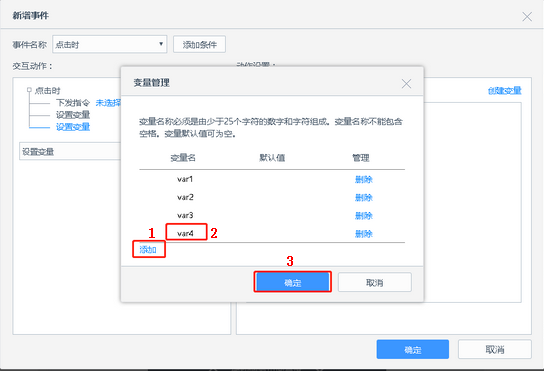 新增事件
事件名称 点击时 添加条件
交互动作： 动作设置：
点击时 创建变量
下发指令 未选择
设置变量
设置变量
设置变量
变量管理
变量名称必须是由少于25个字符的数字和字符组成。变量名称不能包含
空格。变量默认值可为空。
变量名 默认值 管理
var1 删除
var2 删除
var3 删除
1 var4 2 删除
添加
3
确定 取消
确定 取消